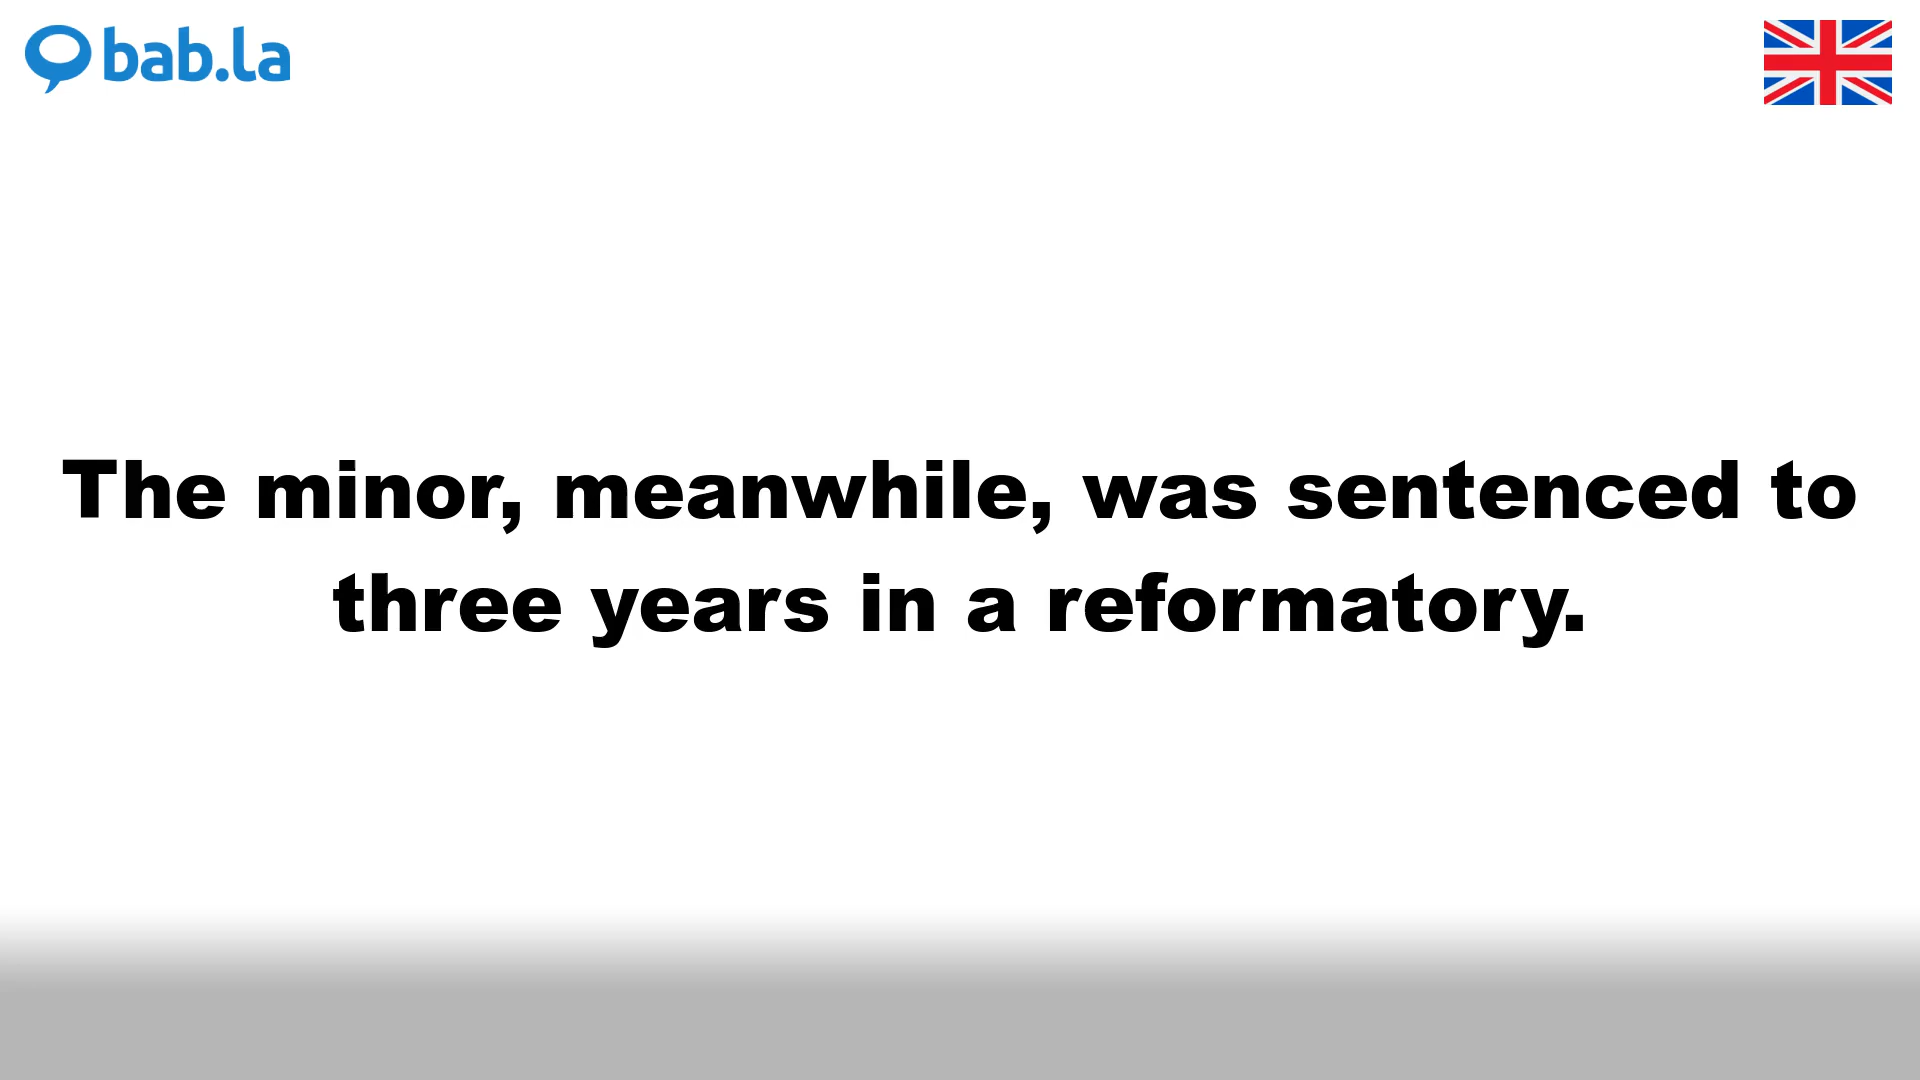 bab.la
The minor, meanwhile, was sentenced to
three years in a reformatory.